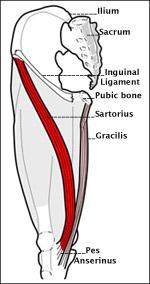 Ilium
Sacrum
Inguinal
Ligament
Pubic bone
Sartorius
Gracilis
Pes
Anserinus